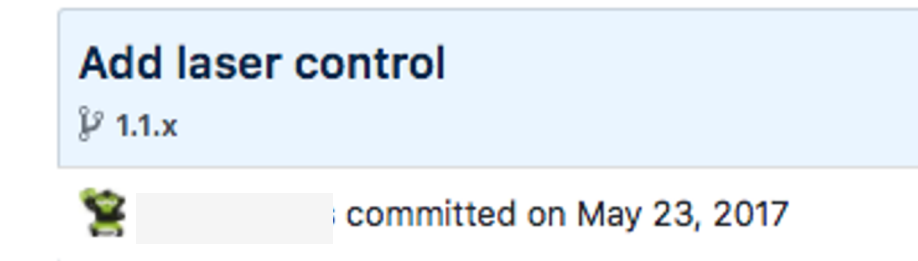 Add laser control
1.1.x
committed on May 23, 2017